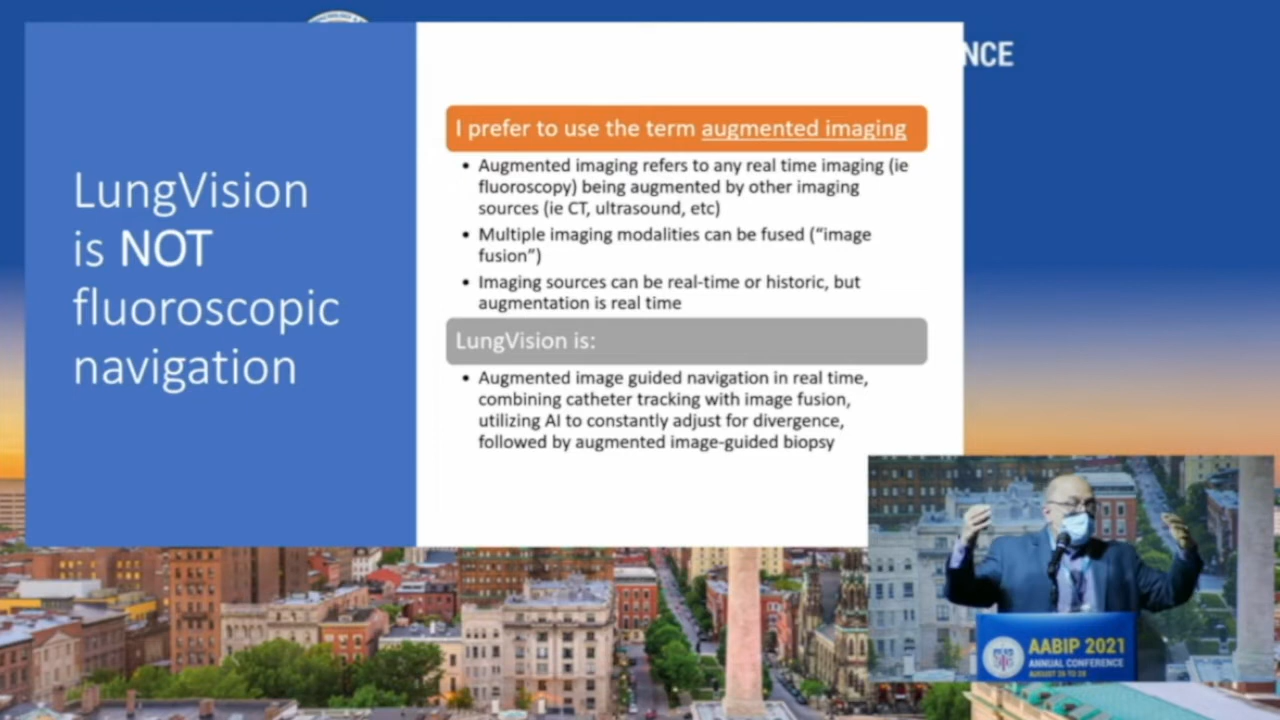 NCE
LungVision
is NOT
fluoroscopic
navigation
I prefer to use the term augmented imaging
• Augmented imaging refers to any real time imaging (ie
fluoroscopy) being augmented by other imaging
sources (ie CT, ultrasound, etc)
• Multiple imaging modalities can be fused (“image
fusion”)
• Imaging sources can be real-time or historic, but
augmentation is real time
LungVision is:
• Augmented image guided navigation in real time,
combining catheter tracking with image fusion,
utilizing AI to constantly adjust for divergence,
followed by augmented image-guided biopsy
AABIP 2021
ANNUAL CONFERENCE
AUGUST 26 TO 28